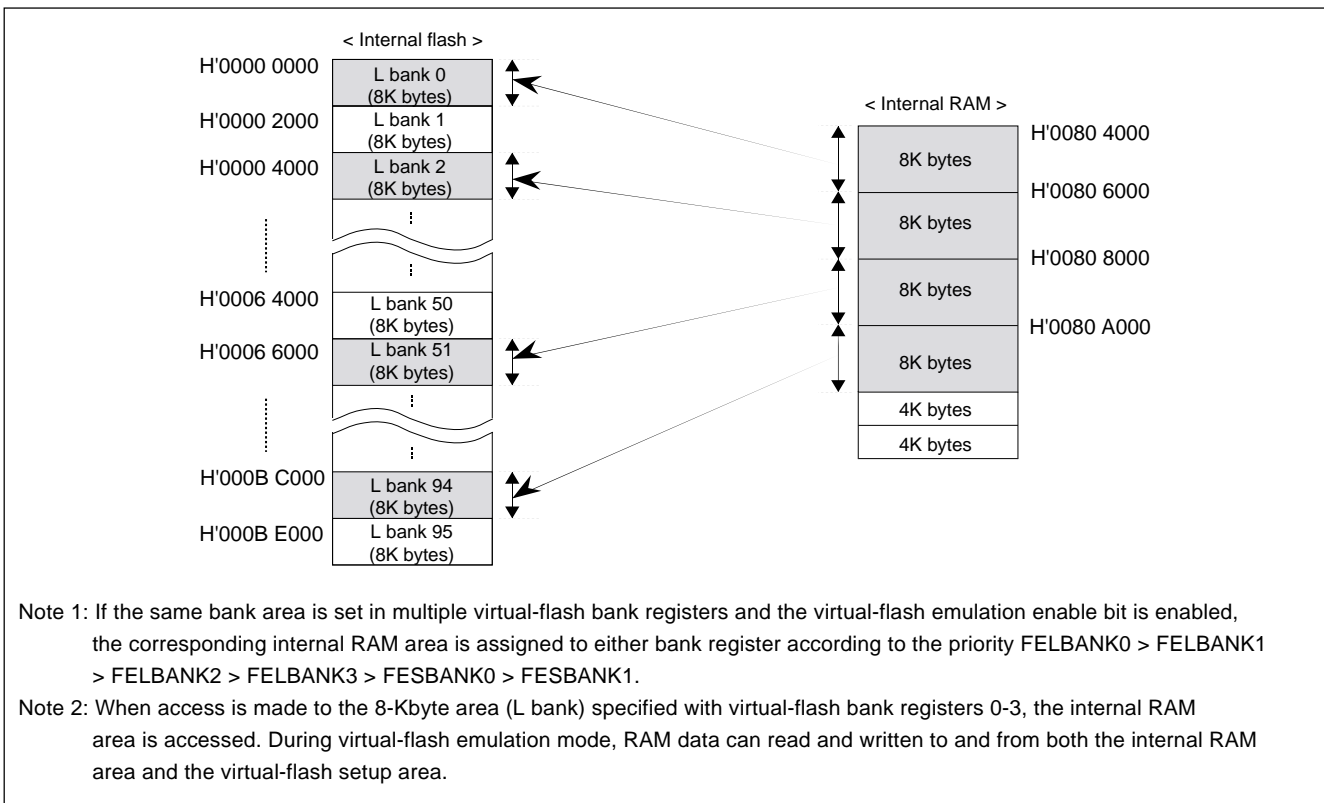 < Internal flash >
H'0000 0000
L bank 0
(8K bytes)
H'0000 2000
L bank 1
(8K bytes)
H'0000 4000
L bank 2
(8K bytes)
H'0006 4000
L bank 50
(8K bytes)
H'0006 6000
L bank 51
(8K bytes)
H'000B C000
L bank 94
(8K bytes)
H'000B E000
L bank 95
(8K bytes)
< Internal RAM >
H'0080 4000
8K bytes
H'0080 6000
8K bytes
H'0080 8000
8K bytes
H'0080 A000
8K bytes
4K bytes
4K bytes
Note 1: If the same bank area is set in multiple virtual-flash bank registers and the virtual-flash emulation enable bit is enabled,
the corresponding internal RAM area is assigned to either bank register according to the priority FELBANK0 > FELBANK1
> FELBANK2 > FELBANK3 > FESBANK0 > FESBANK1.
Note 2: When access is made to the 8-Kbyte area (L bank) specified with virtual-flash bank registers 0-3, the internal RAM
area is accessed. During virtual-flash emulation mode, RAM data can read and written to and from both the internal RAM
area and the virtual-flash setup area.